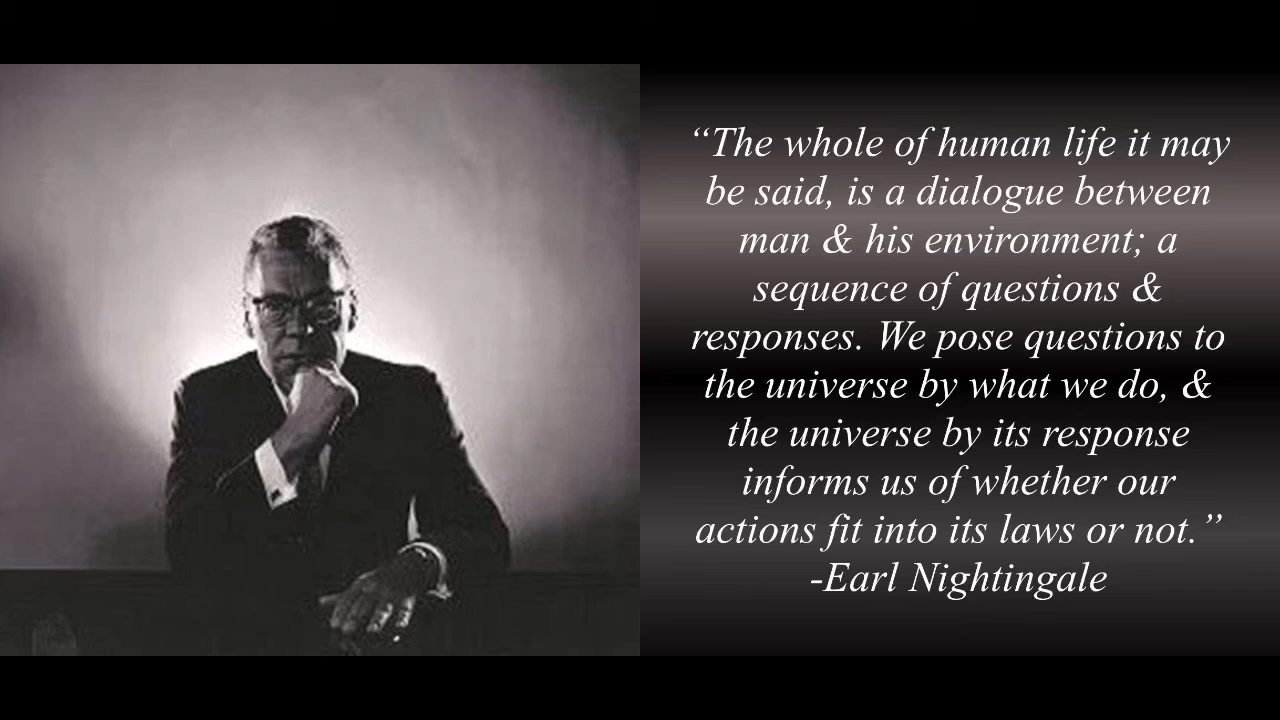 “The whole of human life it may
be said, is a dialogue between
man & his environment; a
sequence of questions &
responses. We pose questions to
the universe by what we do, &
the universe by its response
informs us of whether our
actions fit into its laws or not.”
-Earl Nightingale